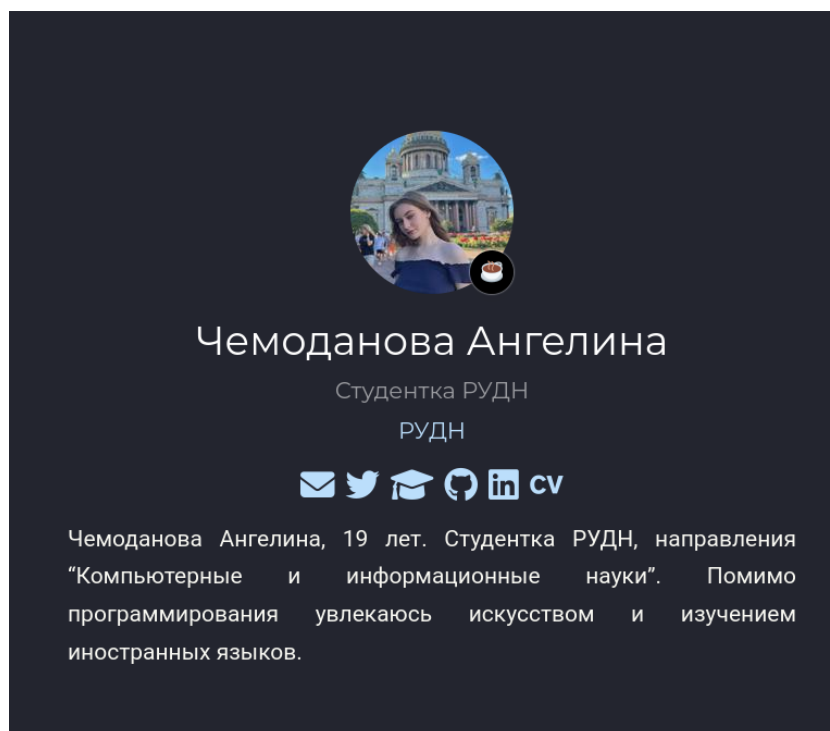 Чемоданова Ангелина
Студентка РУДН
РУДН
CV
Чемоданова Ангелина, 19 лет. Студентка РУДН, направления
“Компьютерные и информационные науки”. Помимо
программирования увлекаюсь искусством и изучением
иностранных языков.